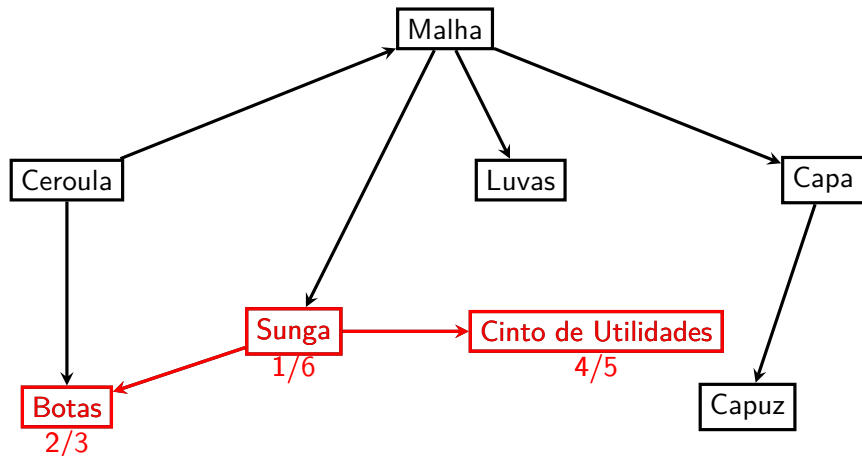 Malha
Ceroula
Luvas
Capa
Sunga
1/6
Cinto de Utilidades
4/5
Botas
2/3
Capuz